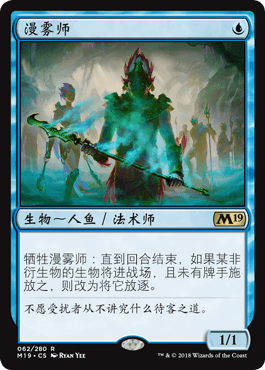 漫雾师
生物～人鱼 / 法术师
M19
牺牲漫雾师：直到回合结束，如果某非
衍生物的生物将进战场，且未有牌手施
放之，则改为将它放逐。
不愿受扰者从不讲究什么待客之道。
1/1
062/280 R
M19 • CS RYAN YEE
™ & © 2018 Wizards of the Coast